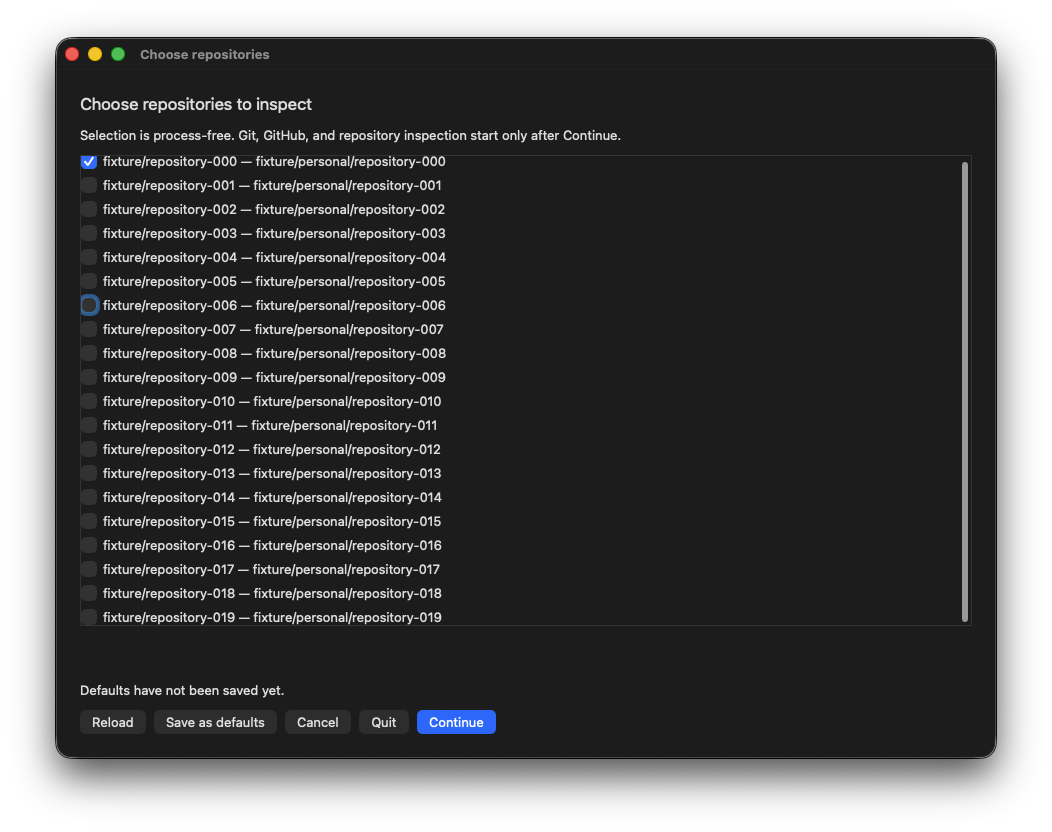 Choose repositories
Choose repositories to inspect
Selection is process-free. Git, GitHub, and repository inspection start only after Continue.
fixture/repository-000 — fixture/personal/repository-000
fixture/repository-001 — fixture/personal/repository-001
fixture/repository-002 — fixture/personal/repository-002
fixture/repository-003 — fixture/personal/repository-003
fixture/repository-004 — fixture/personal/repository-004
fixture/repository-005 — fixture/personal/repository-005
fixture/repository-006 — fixture/personal/repository-006
fixture/repository-007 — fixture/personal/repository-007
fixture/repository-008 — fixture/personal/repository-008
fixture/repository-009 — fixture/personal/repository-009
fixture/repository-010 — fixture/personal/repository-010
fixture/repository-011 — fixture/personal/repository-011
fixture/repository-012 — fixture/personal/repository-012
fixture/repository-013 — fixture/personal/repository-013
fixture/repository-014 — fixture/personal/repository-014
fixture/repository-015 — fixture/personal/repository-015
fixture/repository-016 — fixture/personal/repository-016
fixture/repository-017 — fixture/personal/repository-017
fixture/repository-018 — fixture/personal/repository-018
fixture/repository-019 — fixture/personal/repository-019
Defaults have not been saved yet.
Reload Save as defaults Cancel Quit Continue